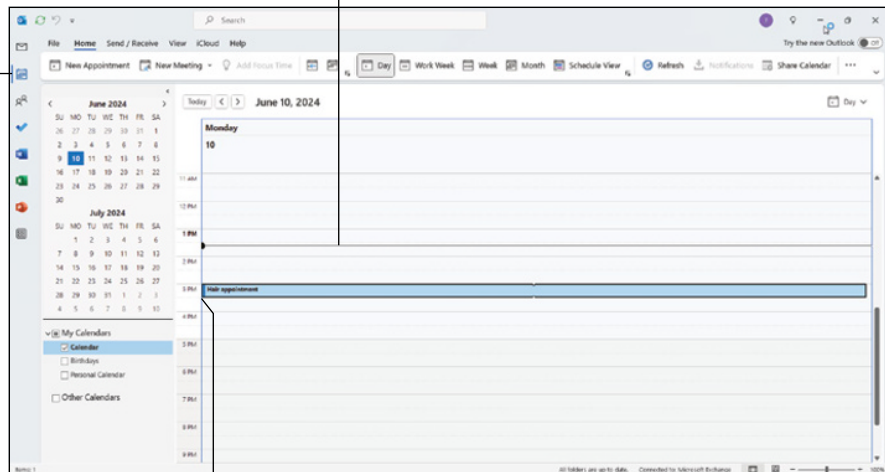 Search
File Home Send / Receive View iCloud Help
Try the new Outlook Off
New Appointment New Meeting Add Focus Time Day Work Week Week Month Schedule View Refresh Notifications Share Calendar ...
June 2024
SU MO TU WE TH FR SA
26 27 28 29 30 31 1
2 3 4 5 6 7 8
9 10 11 12 13 14 15
16 17 18 19 20 21 22
23 24 25 26 27 28 29
30
July 2024
SU MO TU WE TH FR SA
1 2 3 4 5 6
7 8 9 10 11 12 13
14 15 16 17 18 19 20
21 22 23 24 25 26 27
28 29 30 31 1 2 3
4 5 6 7 8 9 10
My Calendars
Calendar
Birthdays
Personal Calendar
Other Calendars
Today June 10, 2024 Day
Monday
10
11 AM
12 PM
1 PM
2 PM
3 PM Hair appointment
4 PM
5 PM
6 PM
7 PM
8 PM
9 PM
Items: 1 All folders are up to date. Connected to: Microsoft Exchange 100%